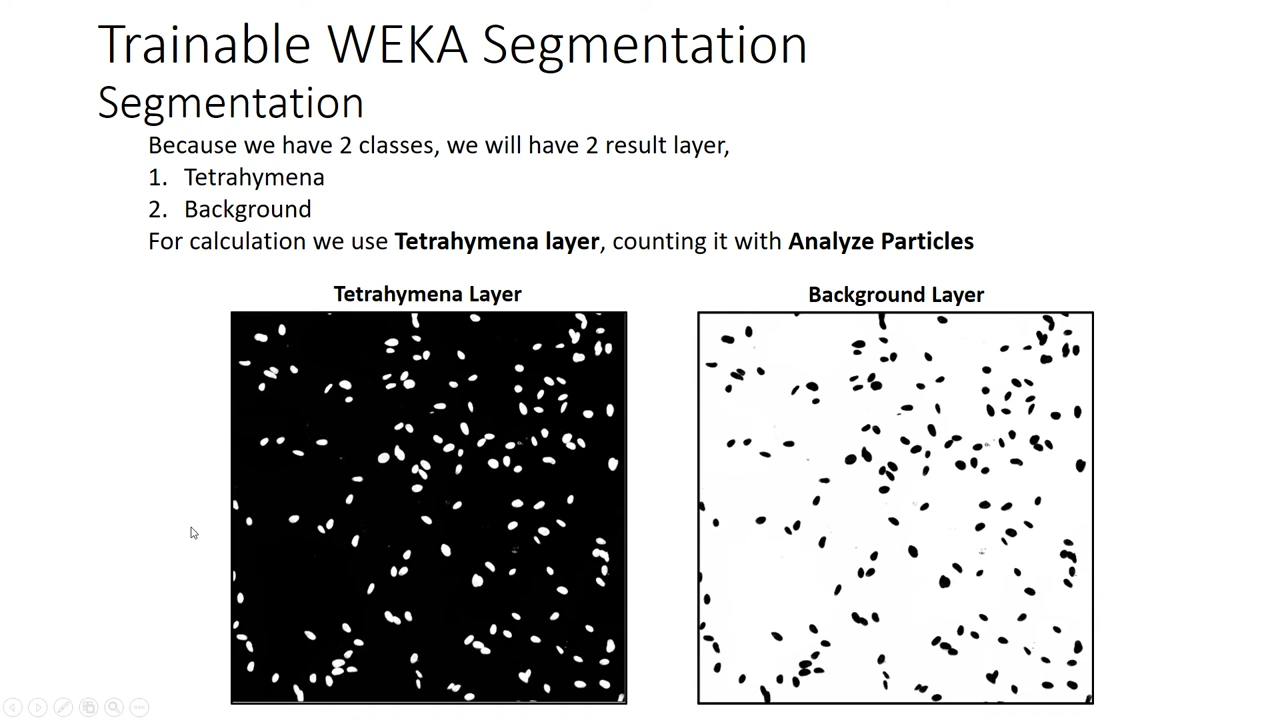 Trainable WEKA Segmentation
Segmentation
Because we have 2 classes, we will have 2 result layer,
1. Tetrahymena
2. Background
For calculation we use Tetrahymena layer, counting it with Analyze Particles
Tetrahymena Layer
Background Layer